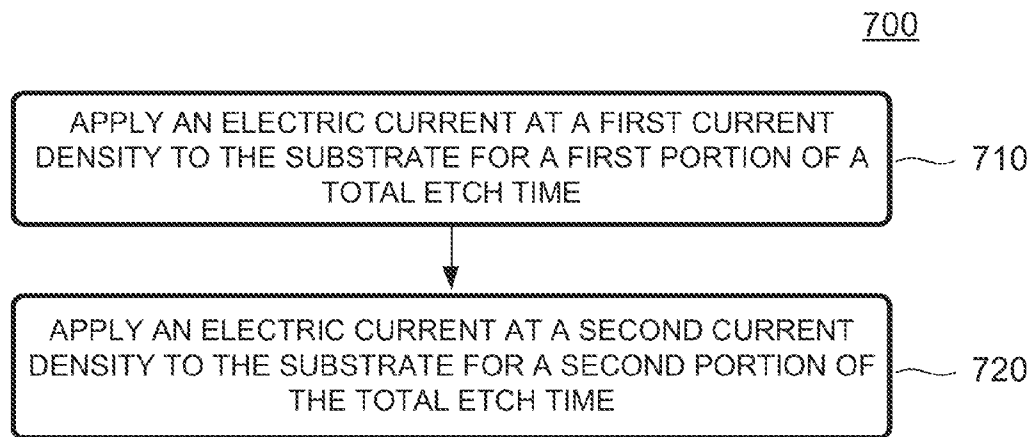 700
APPLY AN ELECTRIC CURRENT AT A FIRST CURRENT
DENSITY TO THE SUBSTRATE FOR A FIRST PORTION OF A
TOTAL ETCH TIME
710
APPLY AN ELECTRIC CURRENT AT A SECOND CURRENT
DENSITY TO THE SUBSTRATE FOR A SECOND PORTION OF
THE TOTAL ETCH TIME
720